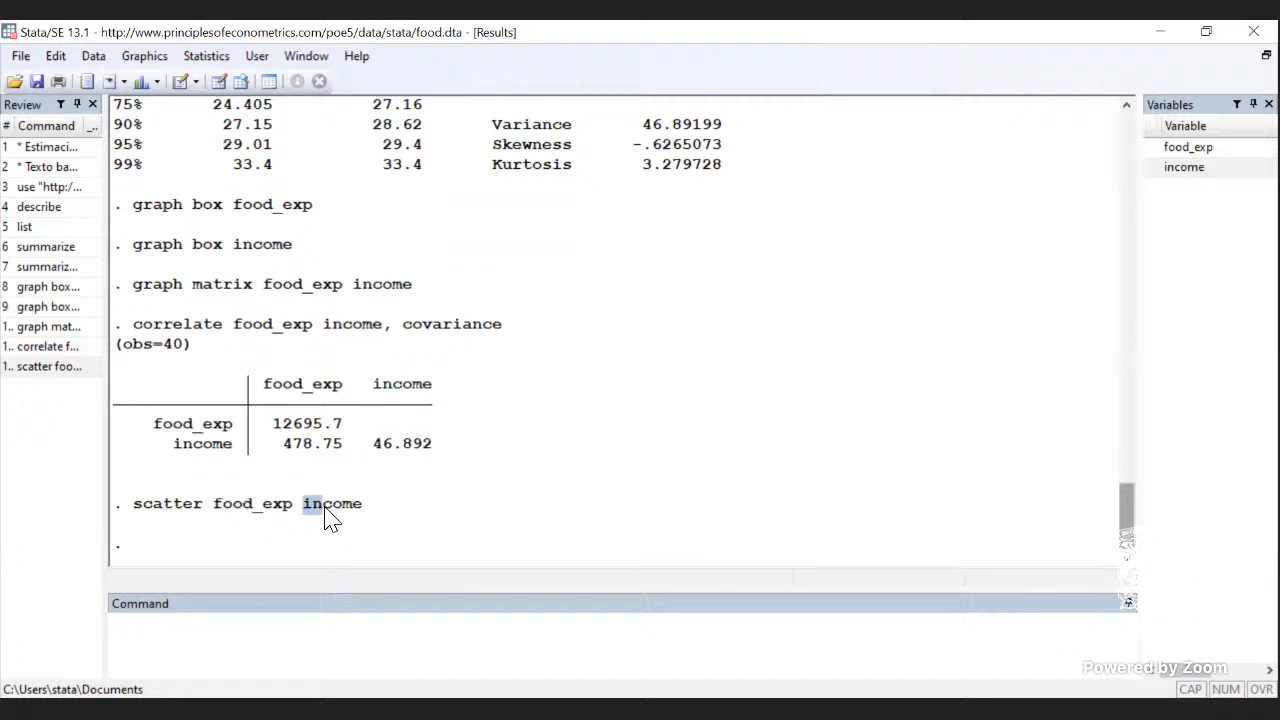 Stata/SE 13.1 - http://www.principlesofeconometrics.com/poe5/data/stata/food.dta - [Results]
File Edit Data Graphics Statistics User Window Help
Review
# Command
1 * Estimaci...
2 * Texto ba...
3 use "http:/...
4 describe
5 list
6 summarize
7 summariz...
8 graph box...
9 graph box...
1.. graph mat...
1.. correlate f...
1.. scatter foo...
75% 24.405 27.16
90% 27.15 28.62 Variance 46.89199
95% 29.01 29.4 Skewness -.6265073
99% 33.4 33.4 Kurtosis 3.279728
. graph box food_exp
. graph box income
. graph matrix food_exp income
. correlate food_exp income, covariance
(obs=40)
food_exp income
food_exp 12695.7
income 478.75 46.892
. scatter food_exp income
.
Command
Variables
Variable
food_exp
income
Powered by Zoom
C:\Users\stata\Documents
CAP NUM OVR